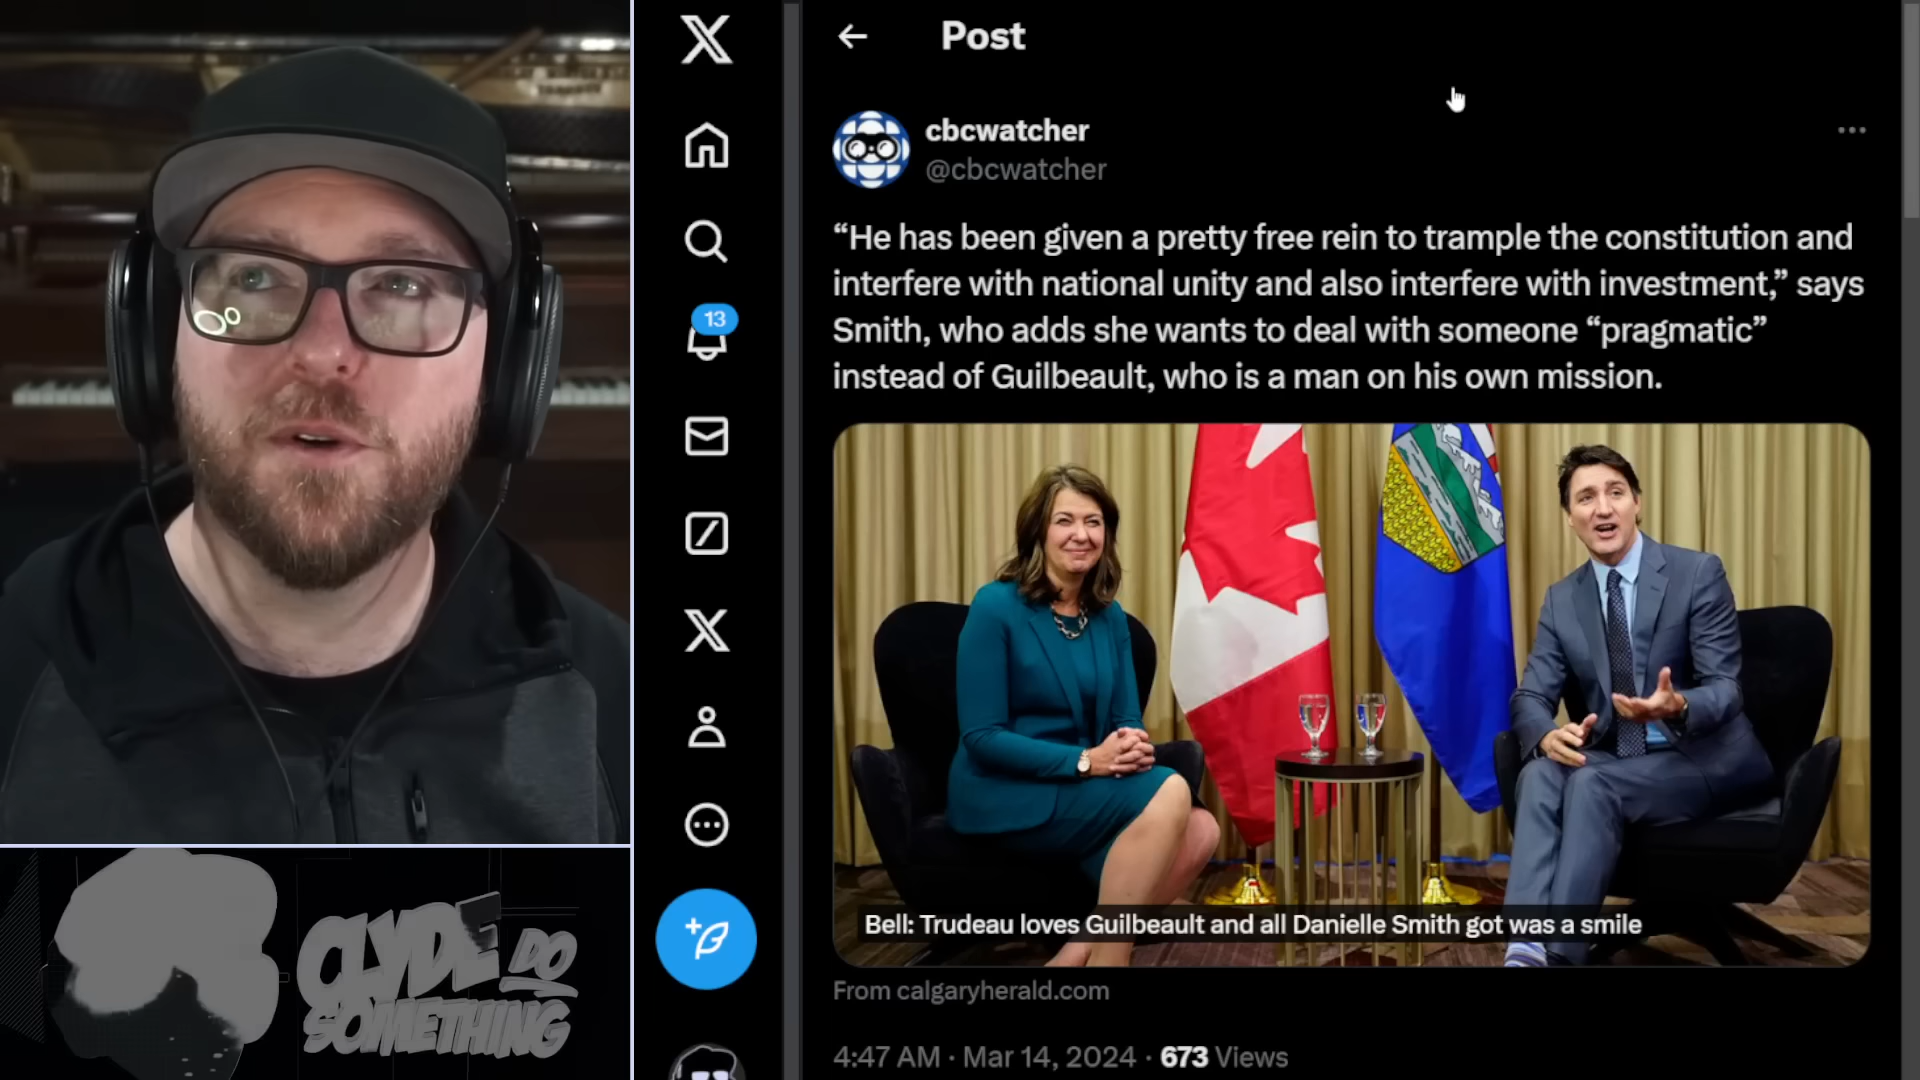 Post
cbcwatcher
@cbcwatcher
“He has been given a pretty free rein to trample the constitution and
interfere with national unity and also interfere with investment,” says
Smith, who adds she wants to deal with someone “pragmatic”
instead of Guilbeault, who is a man on his own mission.
13
Bell: Trudeau loves Guilbeault and all Danielle Smith got was a smile
From calgaryherald.com
4:47 AM · Mar 14, 2024 · 673 Views
CLYDE DO
SOMETHING